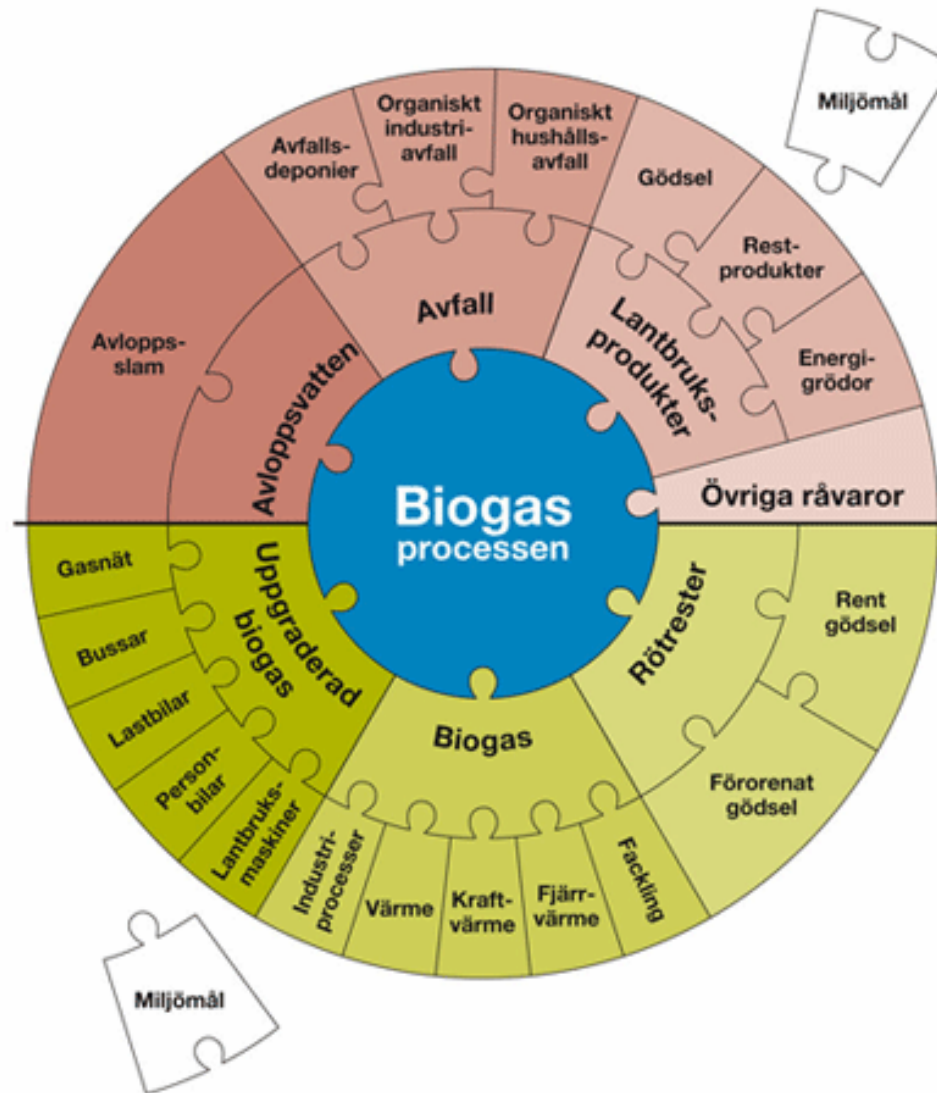 Miljömål
Avfalls-
deponier
Organiskt
industri-
avfall
Organiskt
hushålls-
avfall
Gödsel
Rest-
produkter
Energi-
grödor
Avlopps-
slam
Avloppsvatten
Avfall
Lantbruks-
produkter
Övriga råvaror
Biogas
processen
Gasnät
Bussar
Lastbilar
Person-
bilar
Lantbruks-
maskiner
Uppgraderad
biogas
Biogas
Rötrester
Rent
gödsel
Förorenat
gödsel
Industri-
processer
Värme
Kraft-
värme
Fjärr-
värme
Fackling
Miljömål